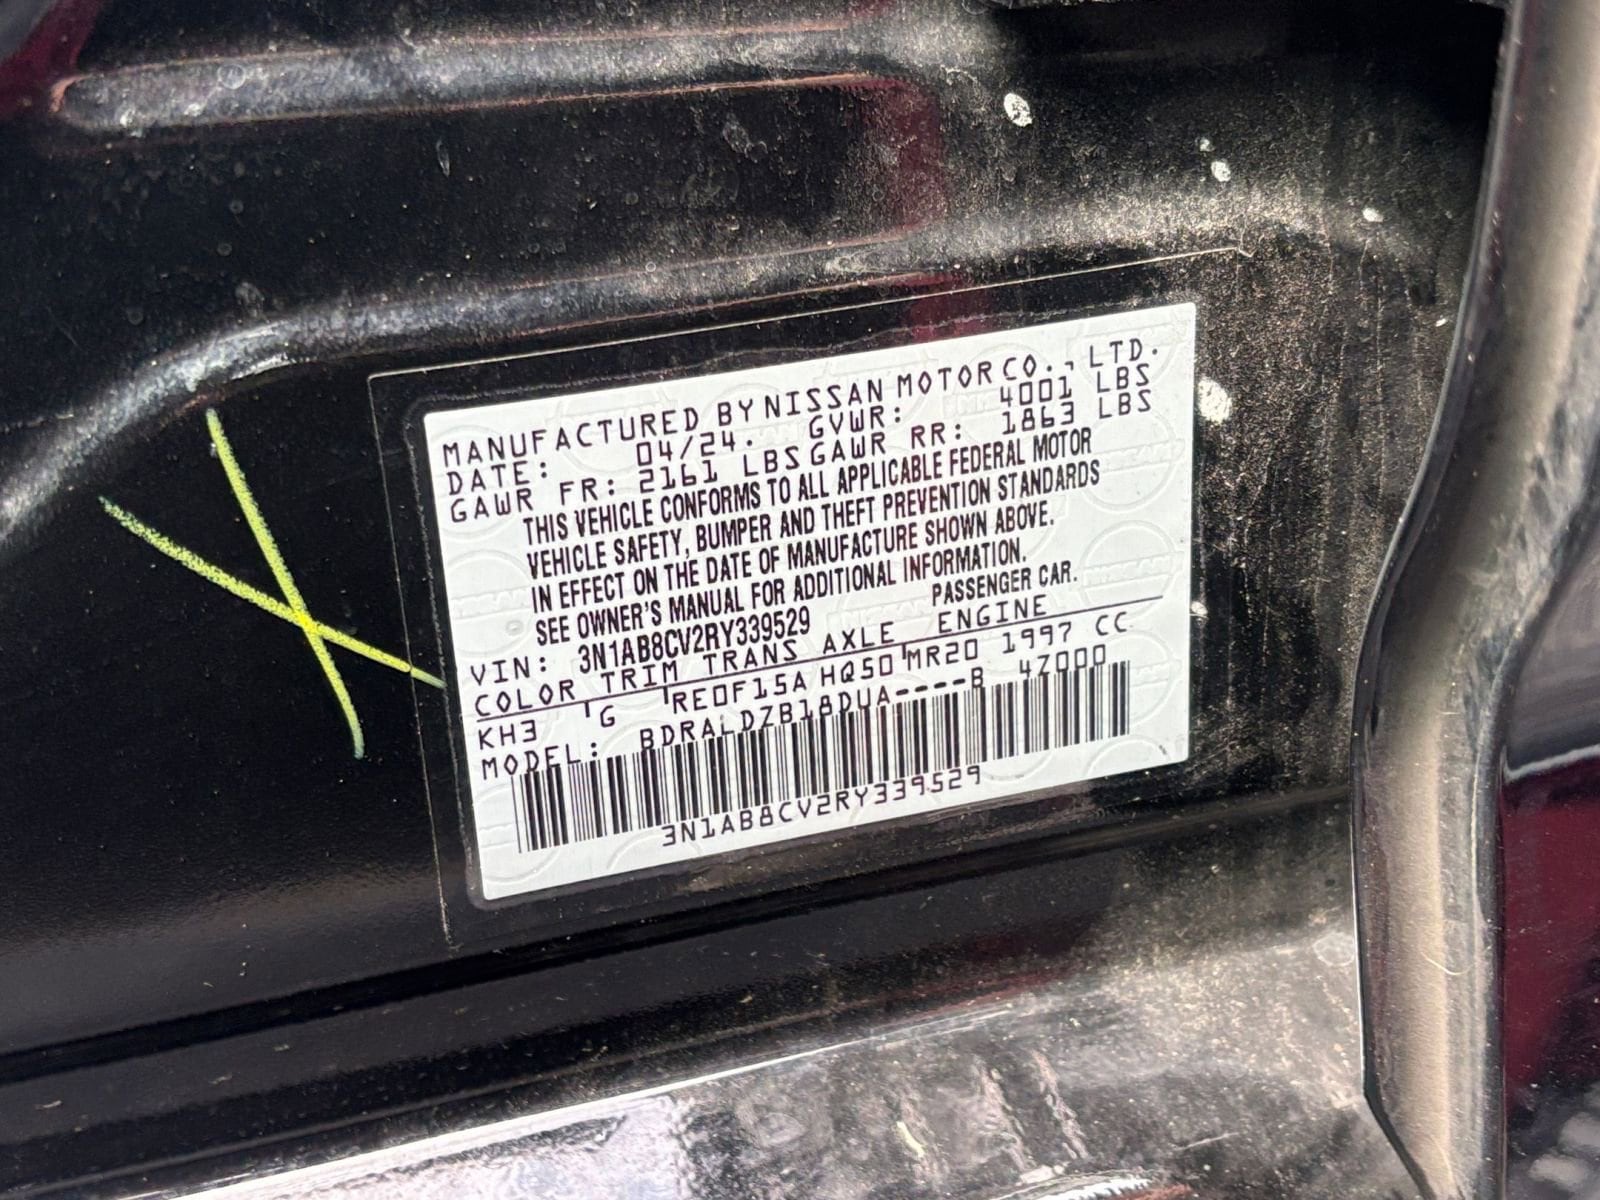 MANUFACTURED BY NISSAN MOTOR CO., LTD.
DATE: 04/24. GVWR: 4001 LBS
GAWR FR: 2161 LBS GAWR RR: 1863 LBS
THIS VEHICLE CONFORMS TO ALL APPLICABLE FEDERAL MOTOR
VEHICLE SAFETY, BUMPER AND THEFT PREVENTION STANDARDS
IN EFFECT ON THE DATE OF MANUFACTURE SHOWN ABOVE.
SEE OWNER'S MANUAL FOR ADDITIONAL INFORMATION.
VIN: 3N1AB8CV2RY339529 PASSENGER CAR.
COLOR TRIM TRANS AXLE ENGINE
KH3 G RE0F15A HQ50 MR20 1997 CC
MODEL: BDRALDZB18DUA----B 4Z000
3N1AB8CV2RY339529